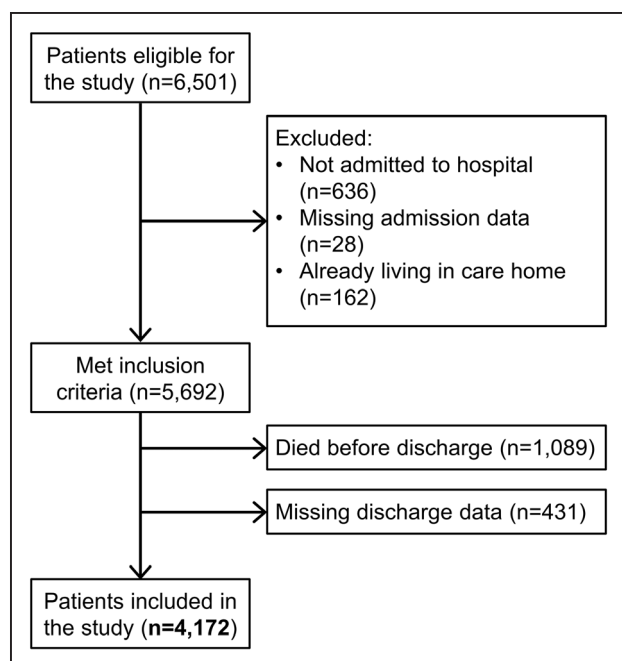 Patients eligible for
the study (n=6,501)
Excluded:
• Not admitted to hospital
(n=636)
• Missing admission data
(n=28)
• Already living in care home
(n=162)
Met inclusion
criteria (n=5,692)
Died before discharge (n=1,089)
Missing discharge data (n=431)
Patients included in
the study (n=4,172)